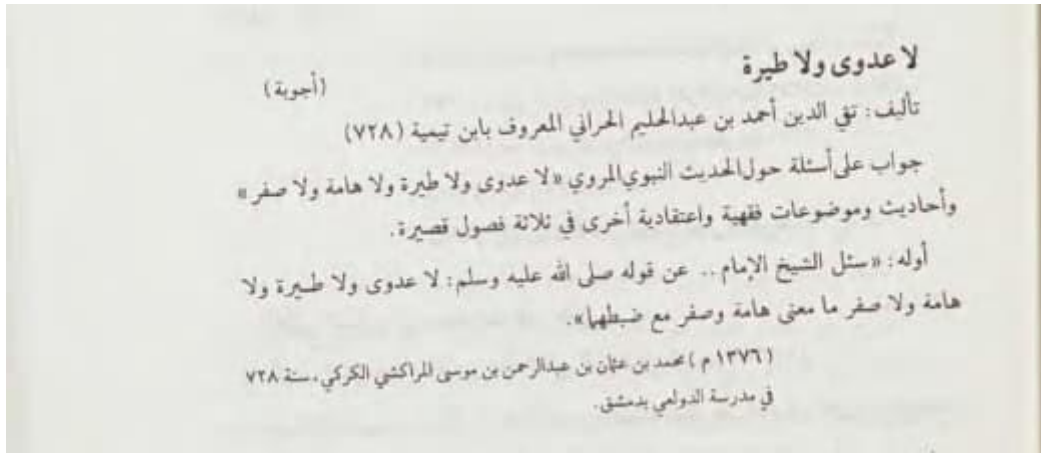 لا عدوى ولا طيرة
(أجوبة)
تأليف: تقي الدين أحمد بن عبدالحليم الحراني المعروف بابن تيمية (٧٢٨)
جواب على أسئلة حول الحديث النبوي المروي «لا عدوى ولا طيرة ولا هامة ولا صفر»
وأحاديث وموضوعات فقهية واعتقادية أخرى في ثلاثة فصول قصيرة.
أوله: «سئل الشيخ الإمام.. عن قوله صلى الله عليه وسلم: لا عدوى ولا طيرة ولا
هامة ولا صفر ما معنى هامة وصفر مع ضبطهما».
(١٣٧٦ م) محمد بن عثمان بن عبدالرحمن بن موسى المراكشي الكركي، سنة ٧٢٨
في مدرسة الدولعي بدمشق.